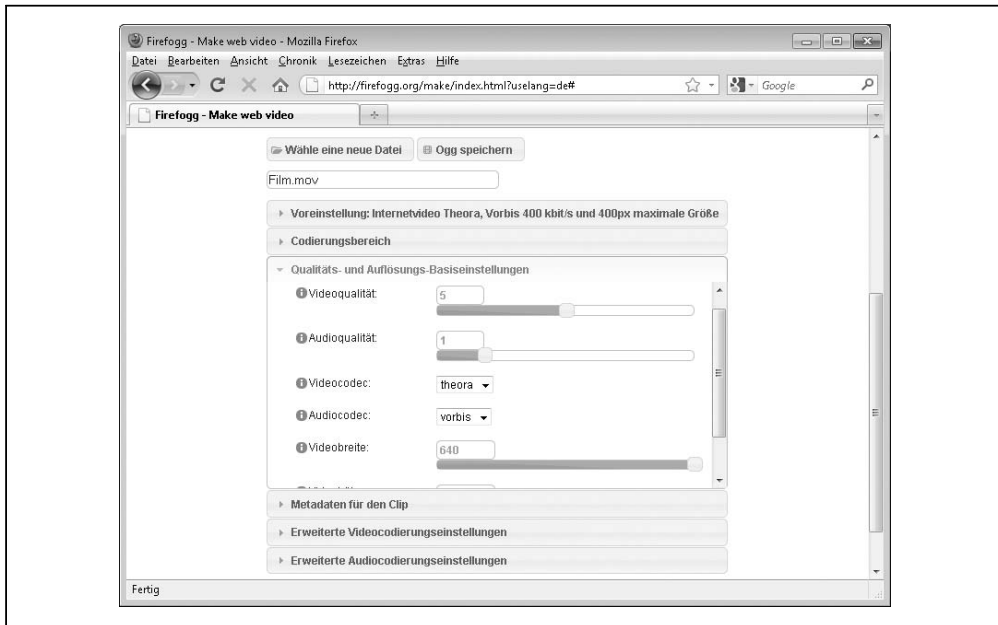 Firefogg - Make web video - Mozilla Firefox
Datei Bearbeiten Ansicht Chronik Lesezeichen Extras Hilfe
http://firefogg.org/make/index.html?uselang=de#
Google
Firefogg - Make web video
Wähle eine neue Datei
Ogg speichern
Film.mov
Voreinstellung: Internetvideo Theora, Vorbis 400 kbit/s und 400px maximale Größe
Codierungsbereich
Qualitäts- und Auflösungs-Basiseinstellungen
Videoqualität:
5
Audioqualität:
1
Videocodec:
theora
Audiocodec:
vorbis
Videobreite:
640
Metadaten für den Clip
Erweiterte Videocodierungseinstellungen
Erweiterte Audiocodierungseinstellungen
Fertig